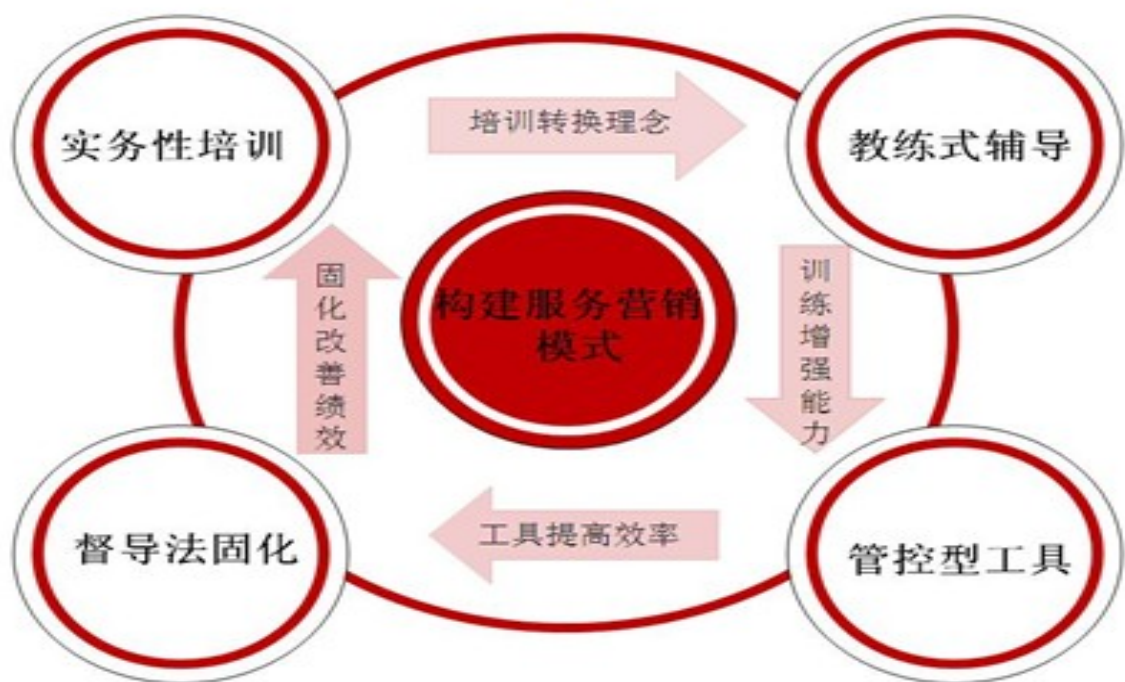 实务性培训
培训转换理念
教练式辅导
固化改善绩效
构建服务营销
模式
训练增强能力
督导法固化
工具提高效率
管控型工具